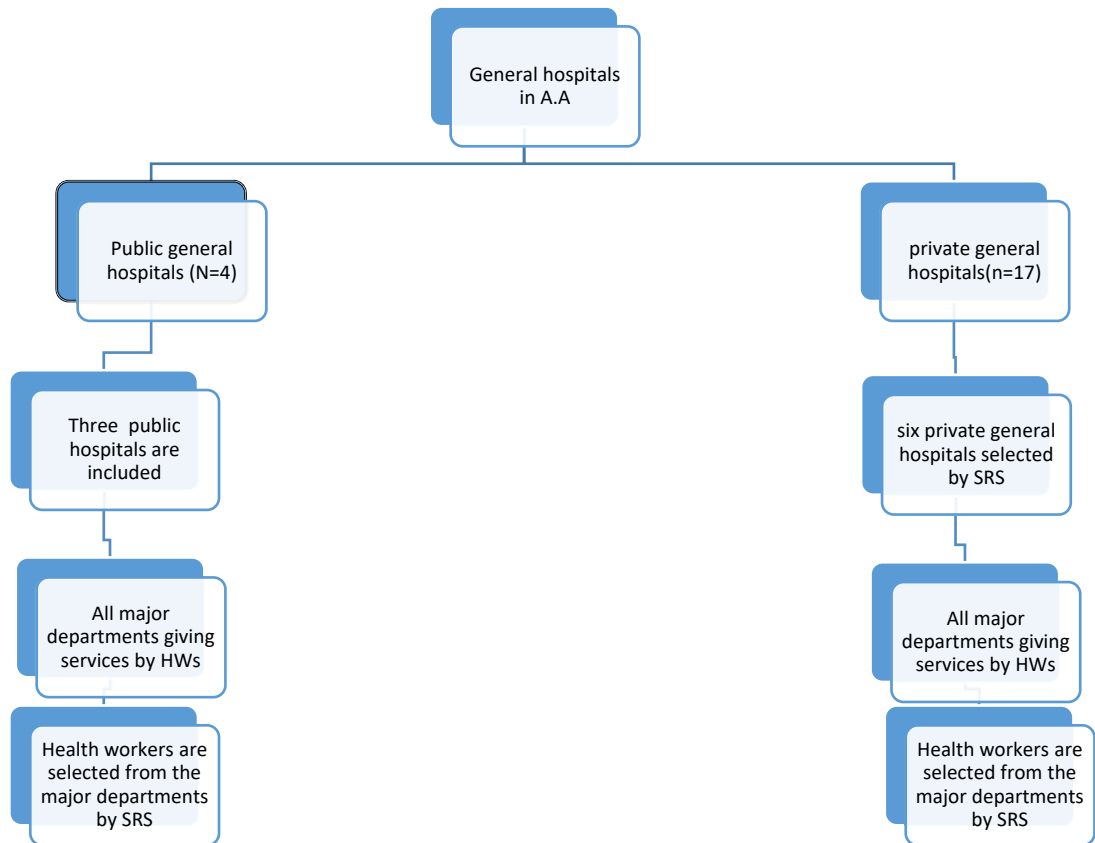 General hospitals
in A.A
Public general
hospitals (N=4)
private general
hospitals(n=17)
Three  public
hospitals are
included
six private general
hospitals selected
by SRS
All major
departments giving
services by HWs
All major
departments giving
services by HWs
Health workers are
selected from the
major departments
by SRS
Health workers are
selected from the
major departments
by SRS